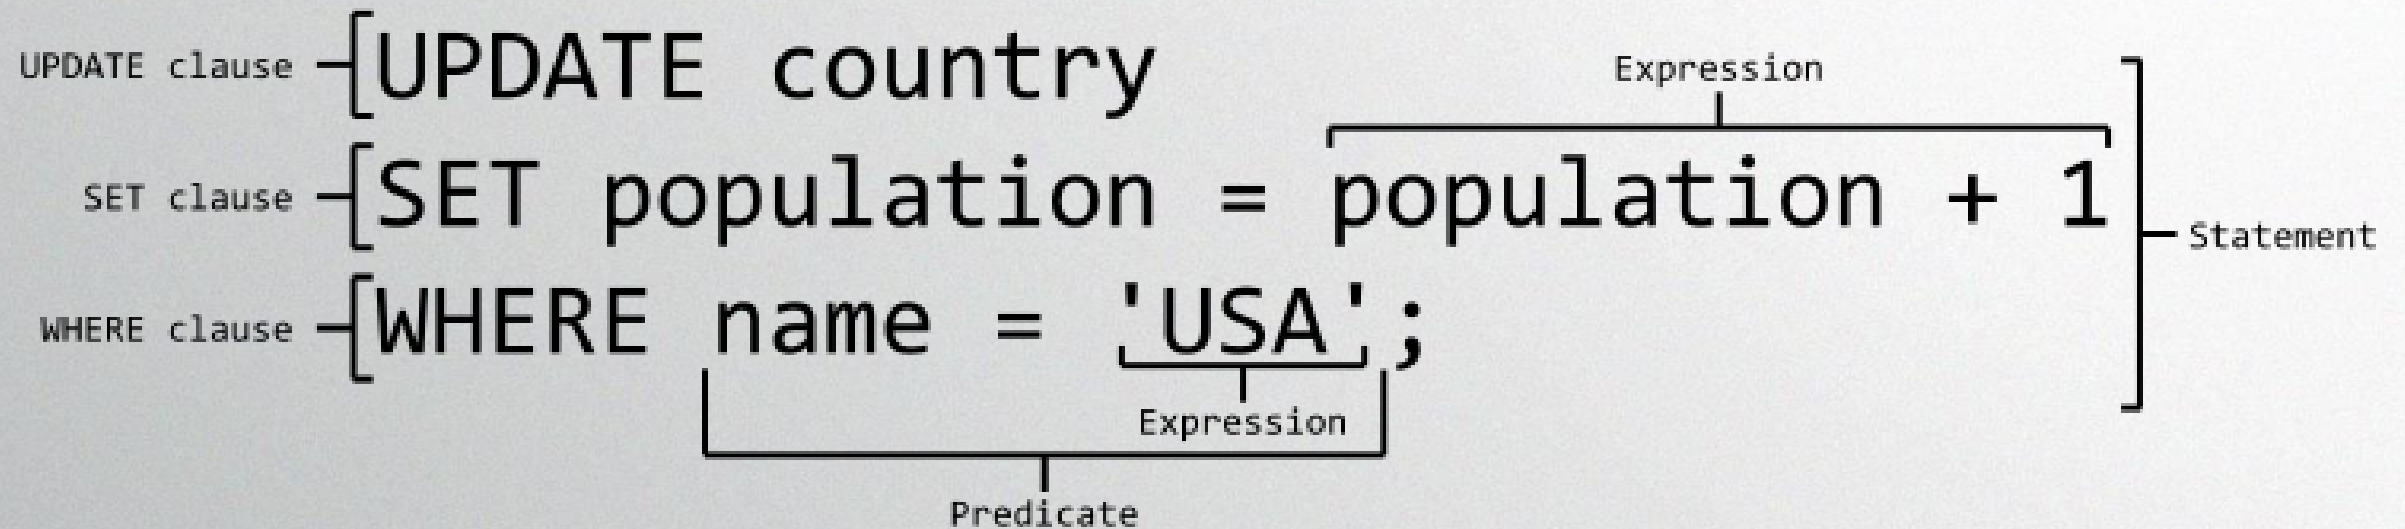 UPDATE clause UPDATE country
Expression
SET clause SET population = population + 1
Statement
WHERE clause WHERE name = 'USA';
Expression
Predicate